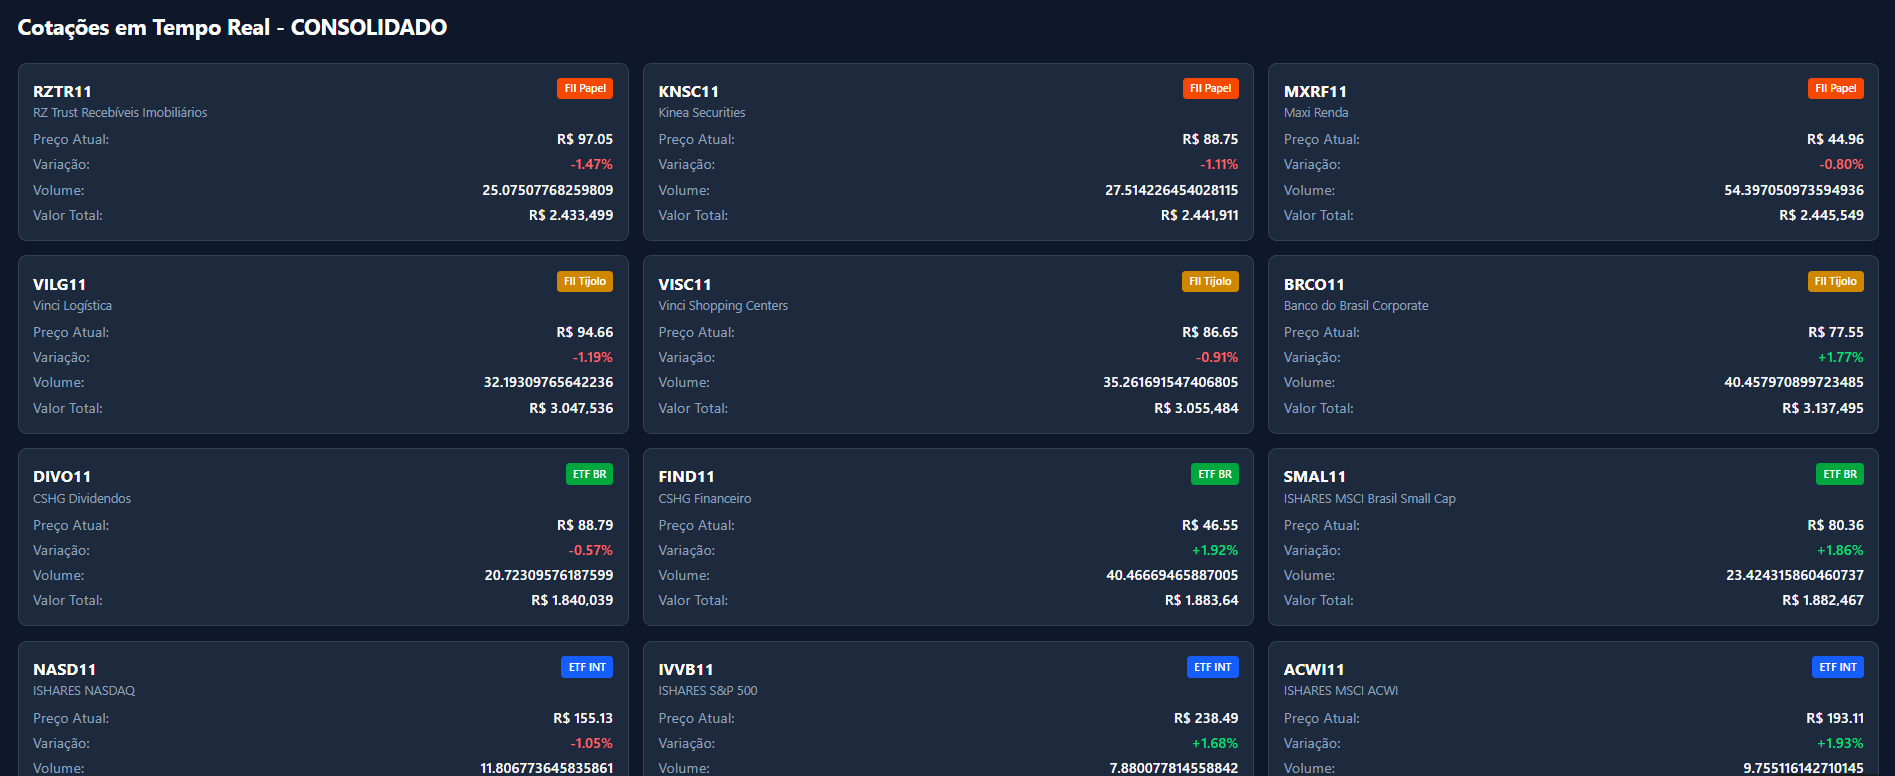 Cotações em Tempo Real - CONSOLIDADO
RZTR11 FII Papel
RZ Trust Recebíveis Imobiliários
Preço Atual: R$ 97.05
Variação: -1.47%
Volume: 25.07507768259809
Valor Total: R$ 2.433,499
KNSC11 FII Papel
Kinea Securities
Preço Atual: R$ 88.75
Variação: -1.11%
Volume: 27.514226454028115
Valor Total: R$ 2.441,911
MXRF11 FII Papel
Maxi Renda
Preço Atual: R$ 44.96
Variação: -0.80%
Volume: 54.397050973594936
Valor Total: R$ 2.445,549
VILG11 FII Tijolo
Vinci Logística
Preço Atual: R$ 94.66
Variação: -1.19%
Volume: 32.19309765642236
Valor Total: R$ 3.047,536
VISC11 FII Tijolo
Vinci Shopping Centers
Preço Atual: R$ 86.65
Variação: -0.91%
Volume: 35.261691547406805
Valor Total: R$ 3.055,484
BRCO11 FII Tijolo
Banco do Brasil Corporate
Preço Atual: R$ 77.55
Variação: +1.77%
Volume: 40.457970899723485
Valor Total: R$ 3.137,495
DIVO11 ETF BR
CSHG Dividendos
Preço Atual: R$ 88.79
Variação: -0.57%
Volume: 20.72309576187599
Valor Total: R$ 1.840,039
FIND11 ETF BR
CSHG Financeiro
Preço Atual: R$ 46.55
Variação: +1.92%
Volume: 40.46669465887005
Valor Total: R$ 1.883,64
SMAL11 ETF BR
ISHARES MSCI Brasil Small Cap
Preço Atual: R$ 80.36
Variação: +1.86%
Volume: 23.424315860460737
Valor Total: R$ 1.882,467
NASD11 ETF INT
ISHARES NASDAQ
Preço Atual: R$ 155.13
Variação: -1.05%
Volume: 11.806773645835861
IVVB11 ETF INT
ISHARES S&P 500
Preço Atual: R$ 238.49
Variação: +1.68%
Volume: 7.880077814558842
ACWI11 ETF INT
ISHARES MSCI ACWI
Preço Atual: R$ 193.11
Variação: +1.93%
Volume: 9.755116142710145